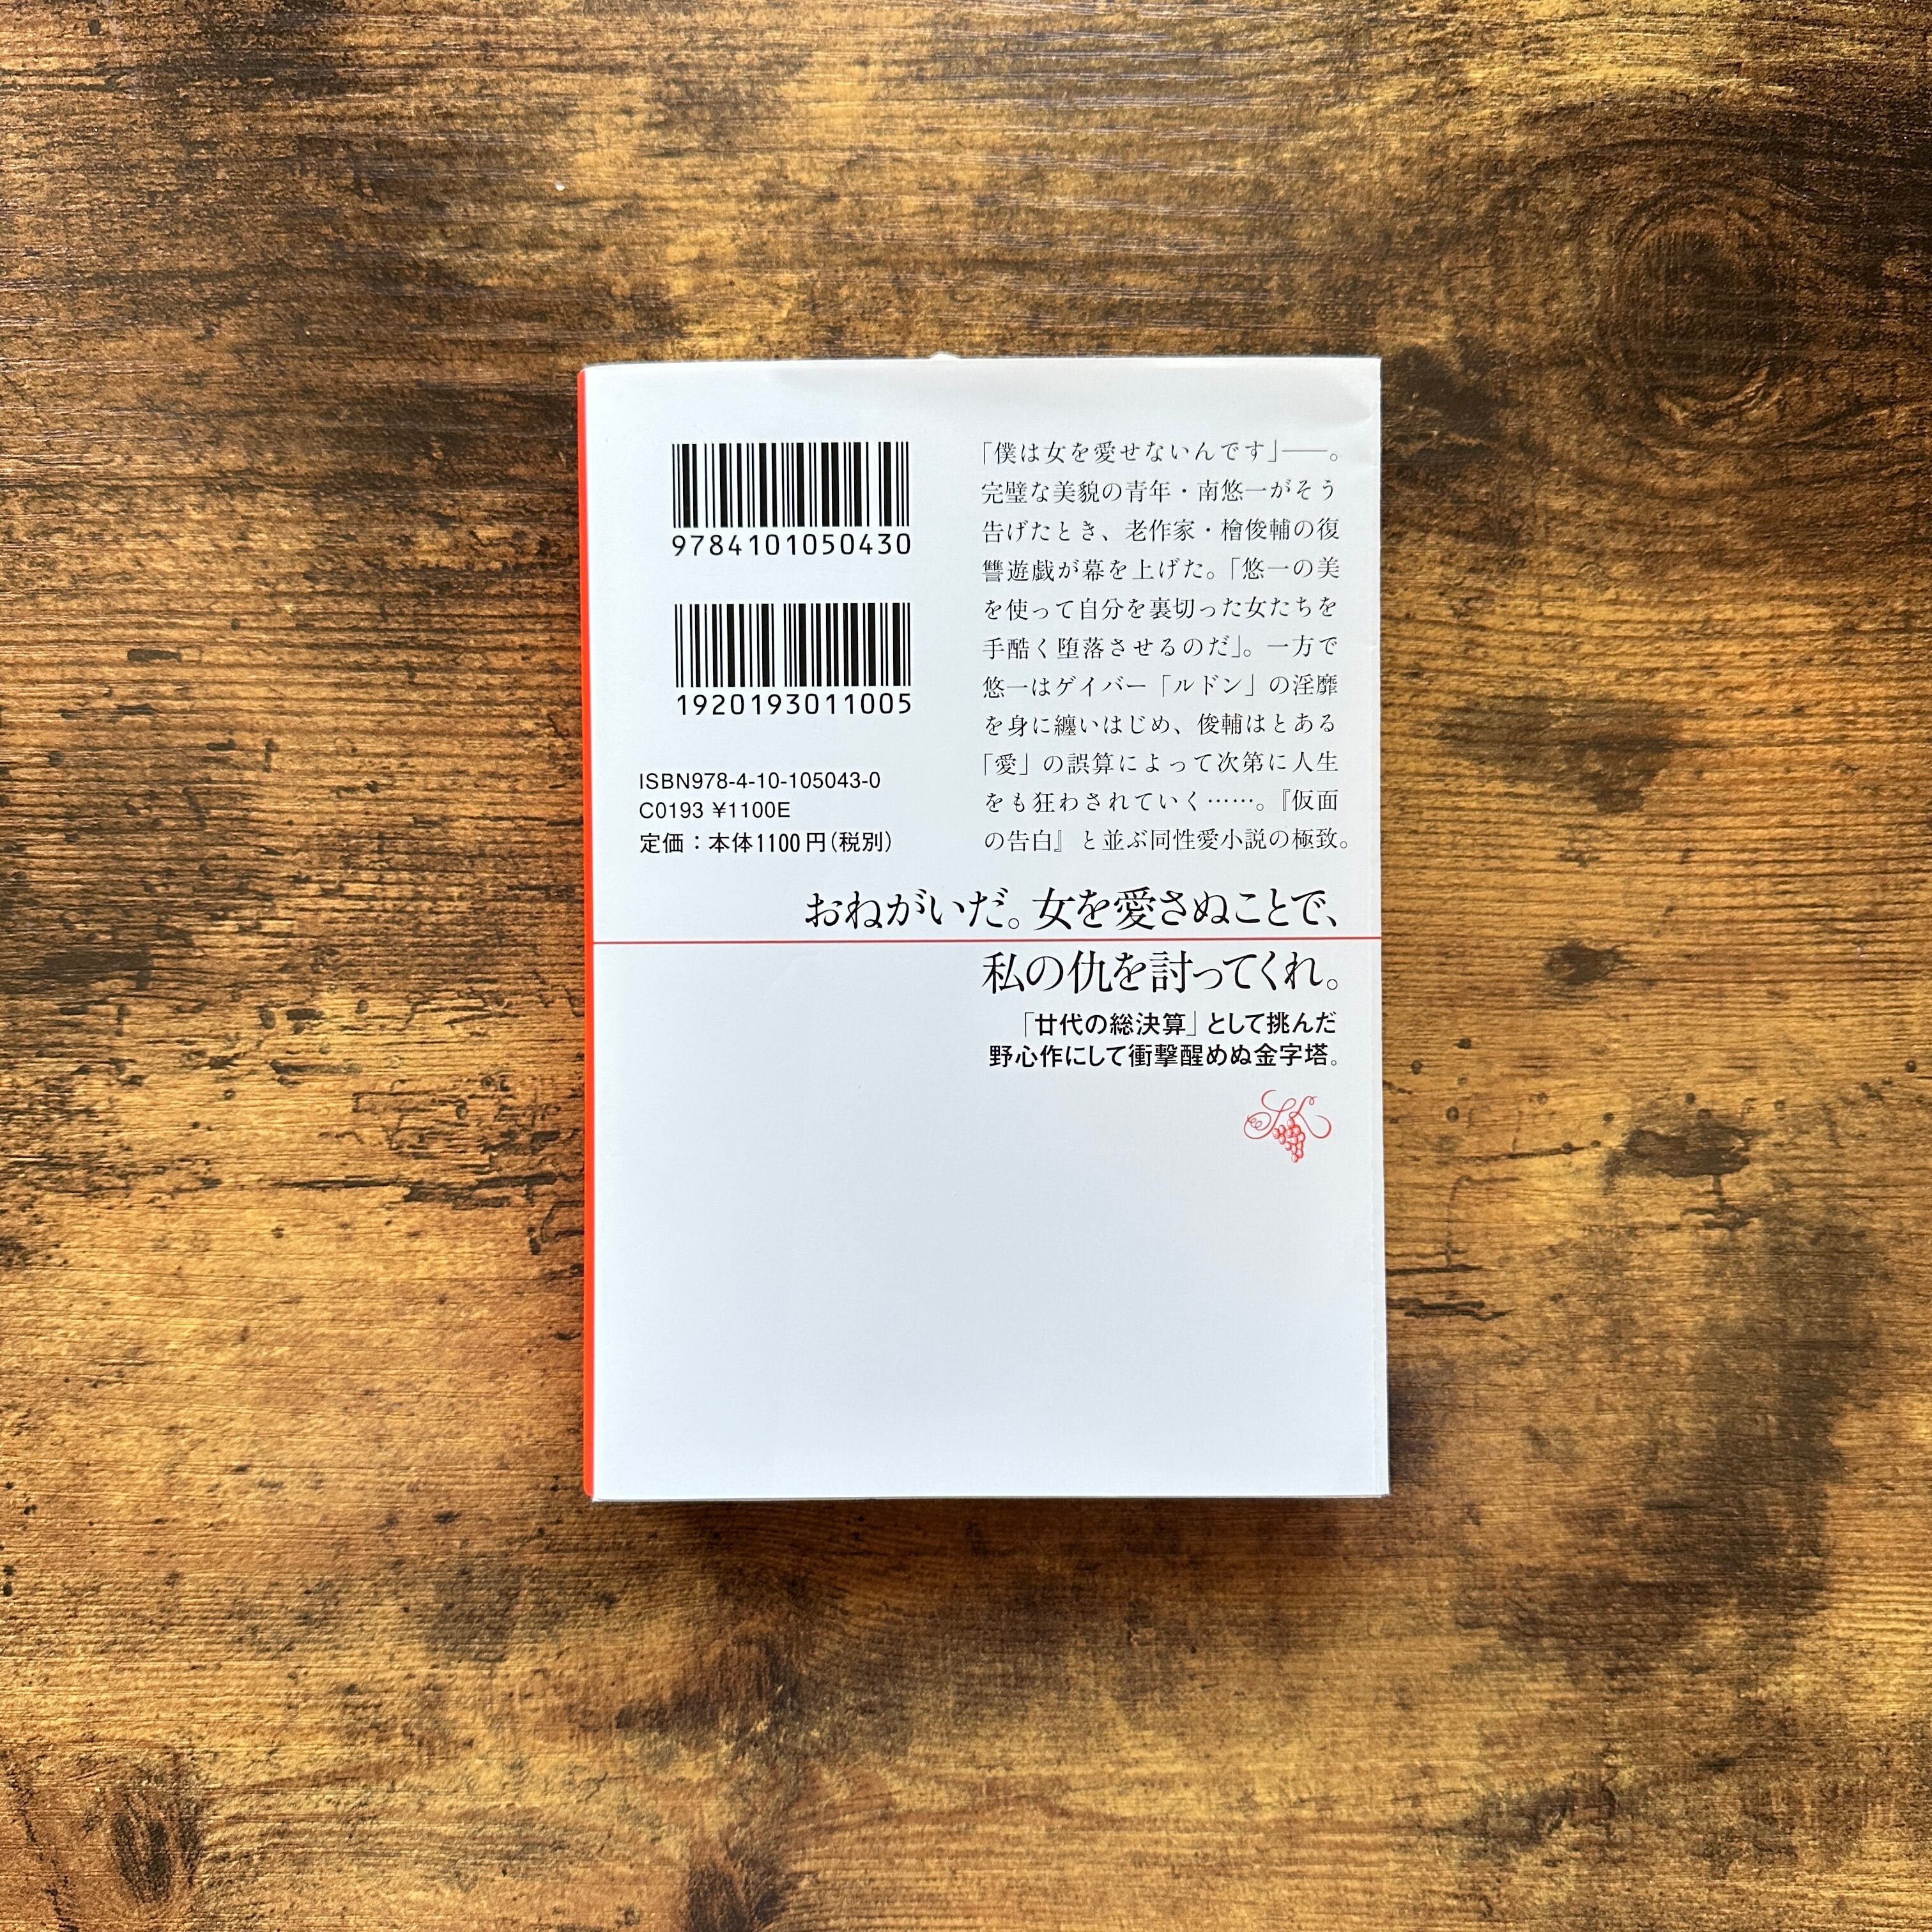 9784101050430
1920193011005
ISBN978-4-10-105043-0
C0193 ¥1100E
定価：本体1100円(税別)
「僕は女を愛せないんです」――。
完璧な美貌の青年・南悠一がそう
告げたとき、老作家・檜俊輔の復
讐遊戯が幕を上げた。「悠一の美
を使って自分を裏切った女たちを
手酷く堕落させるのだ」。一方で
悠一はゲイバー「ルドン」の淫靡
を身に纏いはじめ、俊輔はとある
「愛」の誤算によって次第に人生
をも狂わされていく……。『仮面
の告白』と並ぶ同性愛小説の極致。
おねがいだ。女を愛さぬことで、
私の仇を討ってくれ。
「廿代の総決算」として挑んだ
野心作にして衝撃醒めぬ金字塔。